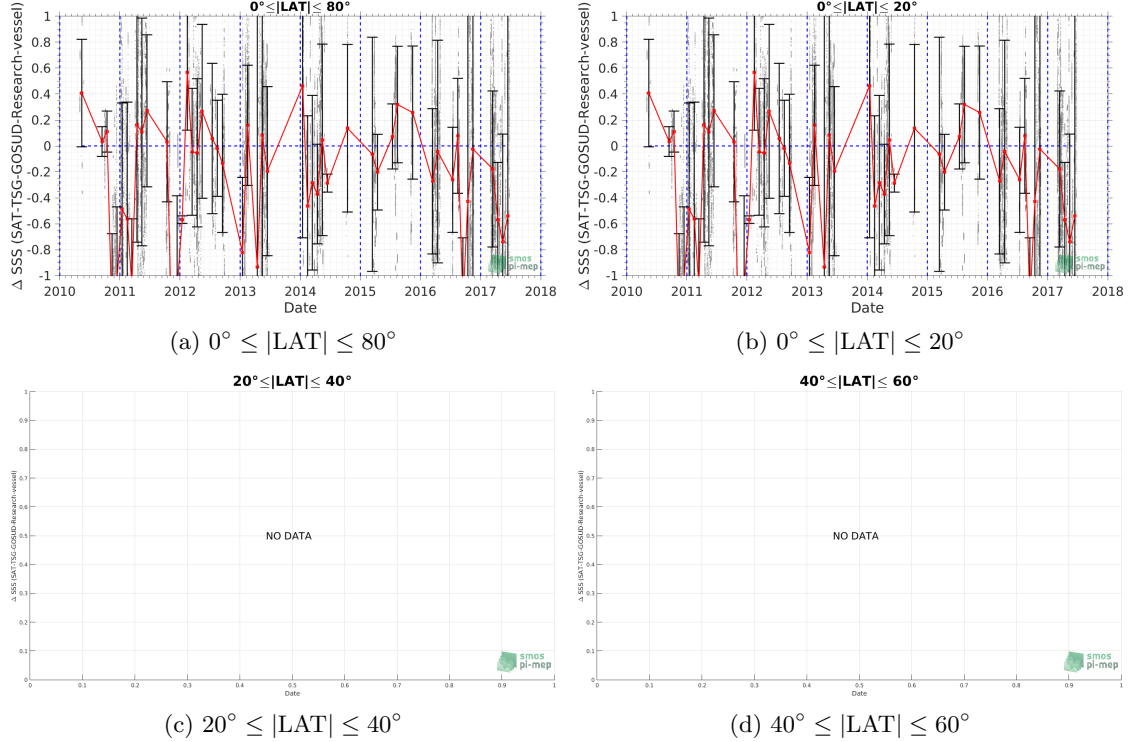 0°≤|LAT|≤ 80°
Δ SSS (SAT-TSG-GOSUD-Research-vessel)
1
0.8
0.6
0.4
0.2
0
-0.2
-0.4
-0.6
-0.8
-1
2010 2011 2012 2013 2014 2015 2016 2017 2018
Date
smos
pi-mep
(a) 0° ≤ |LAT| ≤ 80°
0°≤|LAT|≤ 20°
Δ SSS (SAT-TSG-GOSUD-Research-vessel)
1
0.8
0.6
0.4
0.2
0
-0.2
-0.4
-0.6
-0.8
-1
2010 2011 2012 2013 2014 2015 2016 2017 2018
Date
smos
pi-mep
(b) 0° ≤ |LAT| ≤ 20°
20°≤|LAT|≤ 40°
Δ SSS (SAT-TSG-GOSUD-Research-vessel)
1
0.9
0.8
0.7
0.6
0.5
0.4
0.3
0.2
0.1
0
NO DATA
0 0.1 0.2 0.3 0.4 0.5 0.6 0.7 0.8 0.9 1
Date
smos
pi-mep
(c) 20° ≤ |LAT| ≤ 40°
40°≤|LAT|≤ 60°
Δ SSS (SAT-TSG-GOSUD-Research-vessel)
1
0.9
0.8
0.7
0.6
0.5
0.4
0.3
0.2
0.1
0
NO DATA
0 0.1 0.2 0.3 0.4 0.5 0.6 0.7 0.8 0.9 1
Date
smos
pi-mep
(d) 40° ≤ |LAT| ≤ 60°